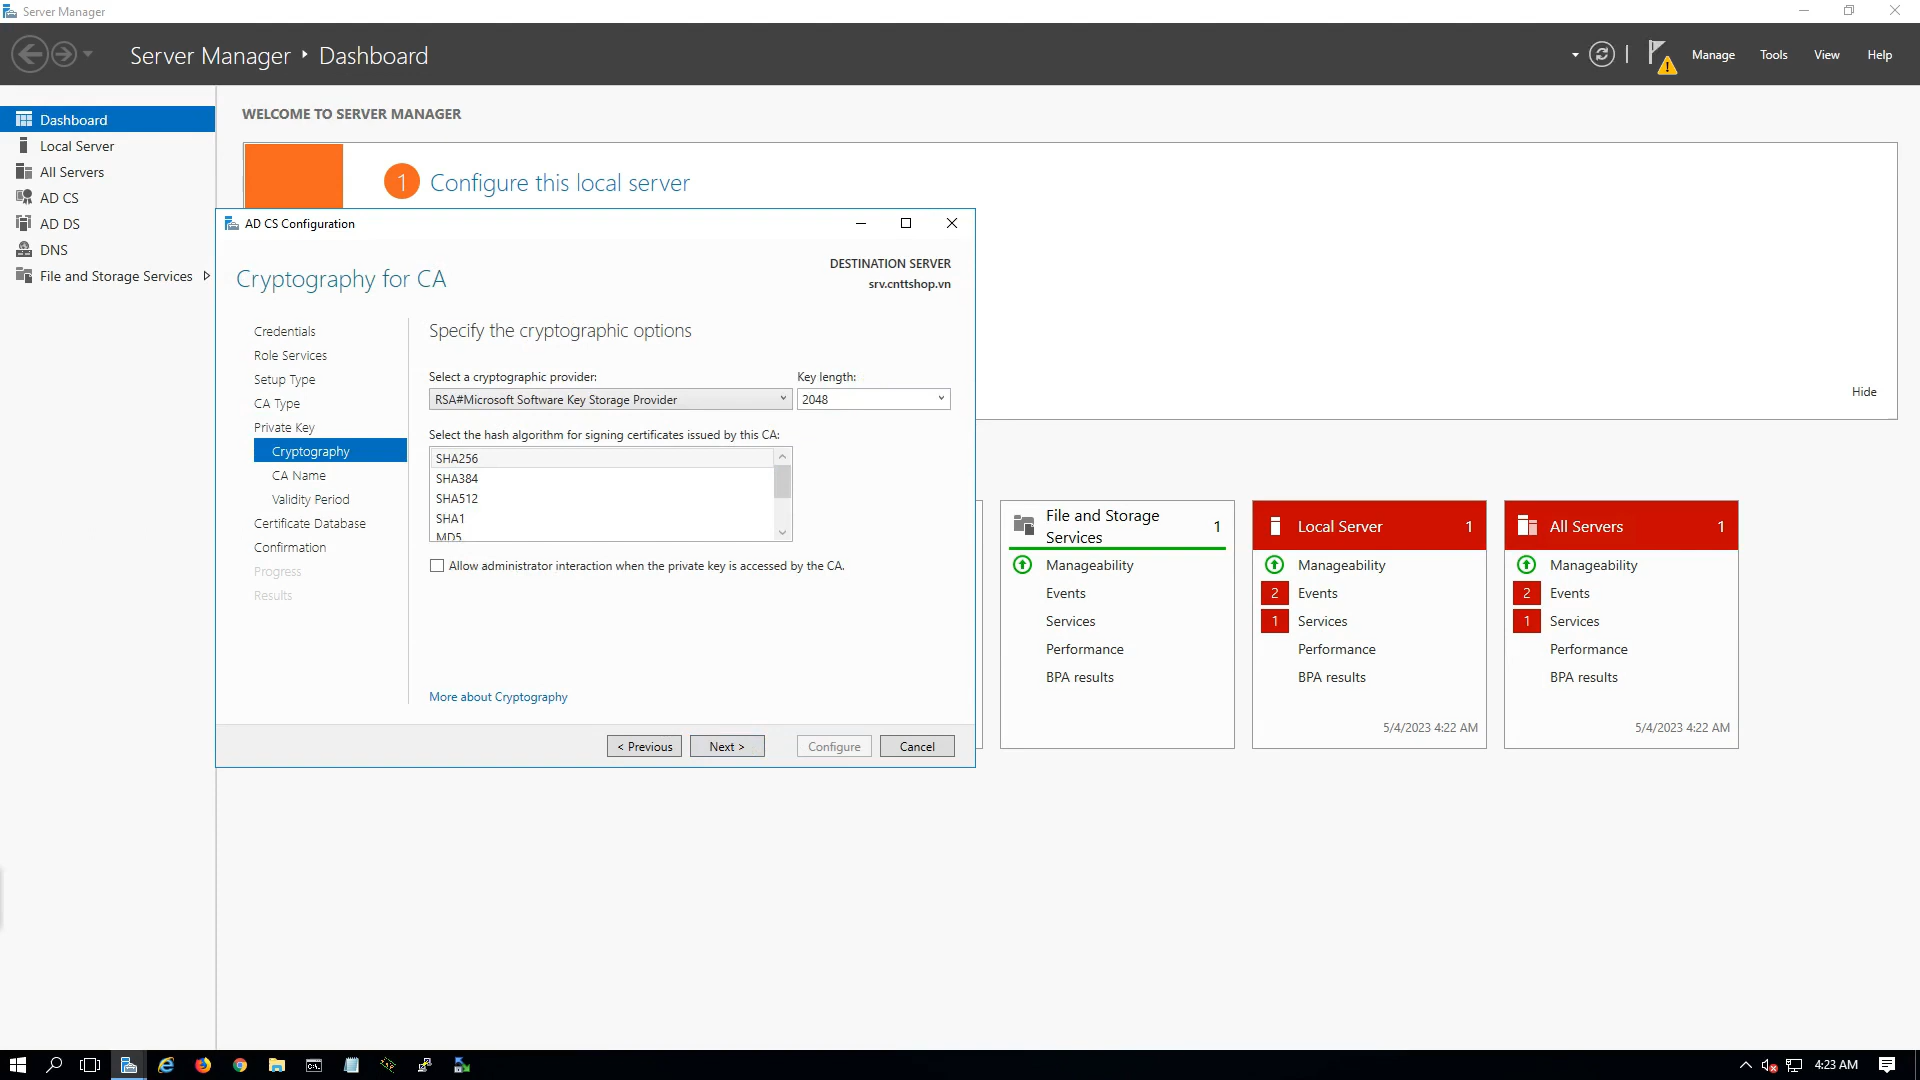 Server Manager
Server Manager ‣ Dashboard
Manage
Tools
View
Help
Dashboard
Local Server
All Servers
AD CS
AD DS
DNS
File and Storage Services
WELCOME TO SERVER MANAGER
1 Configure this local server
Hide
AD CS Configuration
Cryptography for CA
DESTINATION SERVER
srv.cnttshop.vn
Credentials
Role Services
Setup Type
CA Type
Private Key
Cryptography
CA Name
Validity Period
Certificate Database
Confirmation
Progress
Results
Specify the cryptographic options
Select a cryptographic provider:
Key length:
RSA#Microsoft Software Key Storage Provider
2048
Select the hash algorithm for signing certificates issued by this CA:
SHA256
SHA384
SHA512
SHA1
MD5
Allow administrator interaction when the private key is accessed by the CA.
More about Cryptography
< Previous
Next >
Configure
Cancel
File and Storage
Services
1
Manageability
Events
Services
Performance
BPA results
Local Server 1
Manageability
2 Events
1 Services
Performance
BPA results
5/4/2023 4:22 AM
All Servers 1
Manageability
2 Events
1 Services
Performance
BPA results
5/4/2023 4:22 AM
4:23 AM